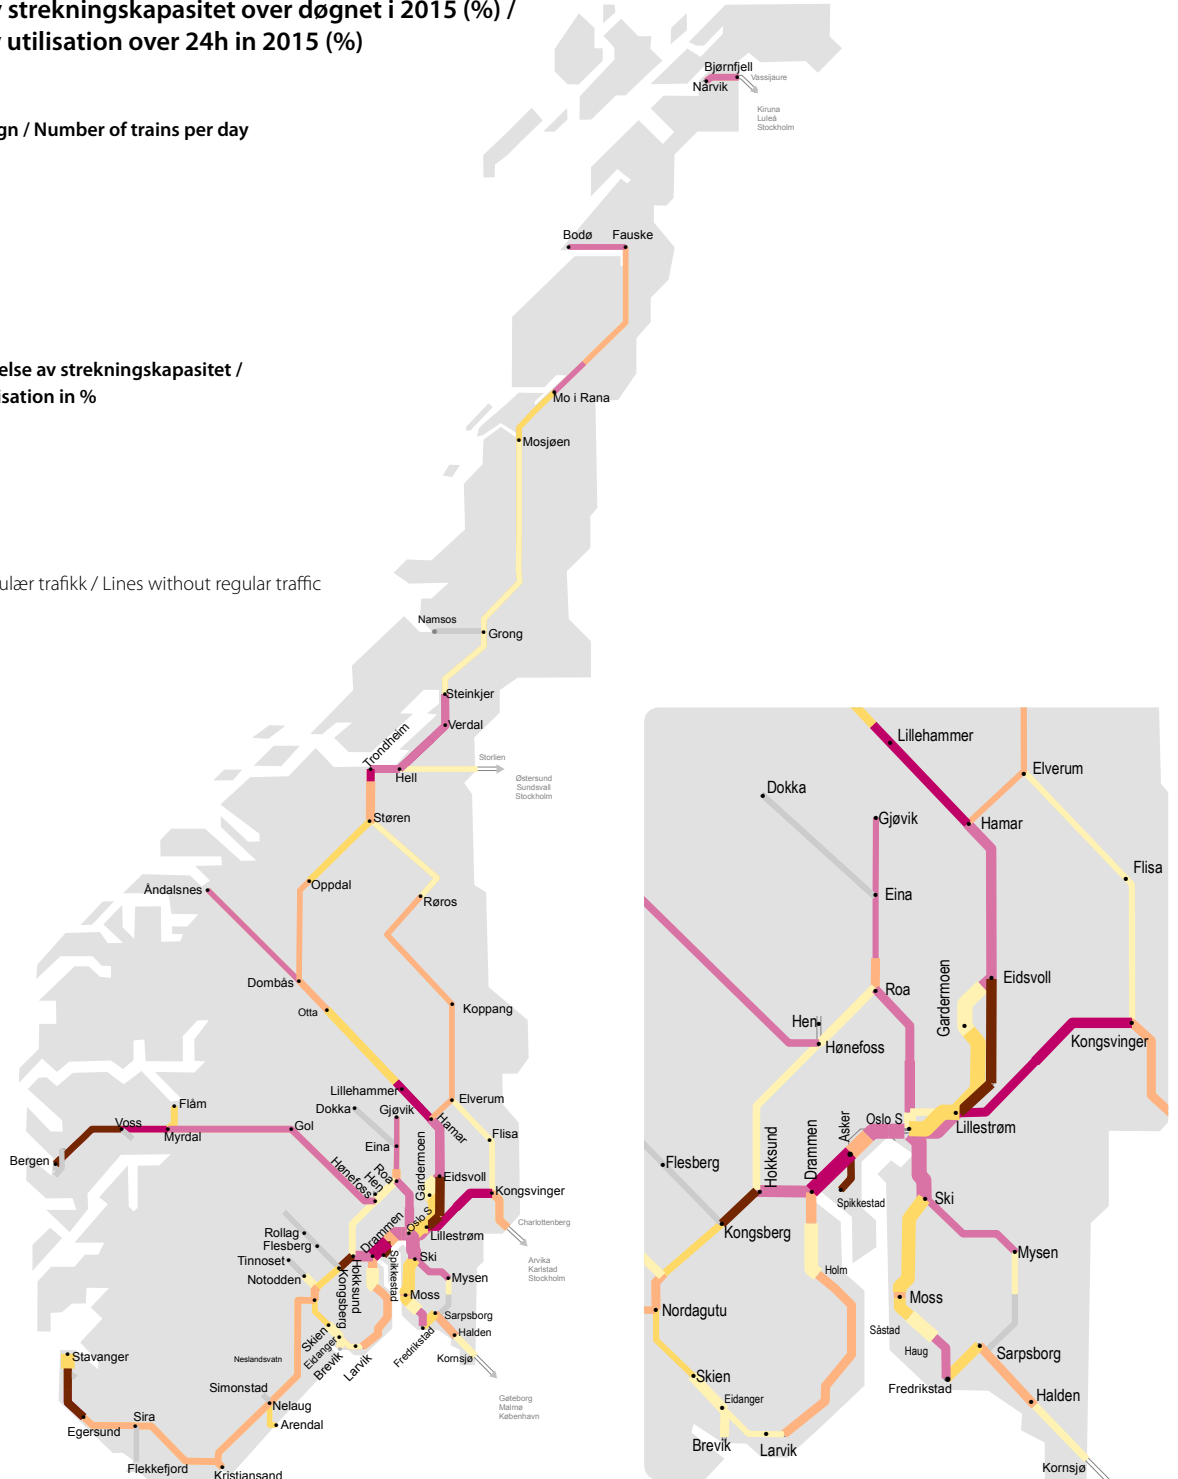 strekningskapasitet over døgnet i 2015 (%) /
utilisation over 24h in 2015 (%)
gn / Number of trains per day
else av strekningskapasitet /
isation in %
ulær trafikk / Lines without regular traffic
Bjørnfjell
Narvik
Vassijaure
Kiruna
Luleå
Stockholm
Bodø
Fauske
Mo i Rana
Mosjøen
Namsos
Grong
Steinkjer
Verdal
Trondheim
Hell
Storlien
Østersund
Sundsvall
Stockholm
Støren
Oppdal
Åndalsnes
Røros
Dombås
Otta
Koppang
Lillehammer
Dokka
Gjøvik
Hamar
Elverum
Flåm
Voss
Myrdal
Gol
Bergen
Eina
Flisa
Gardermoen
Roa
Hen
Hønefoss
Eidsvoll
Kongsvinger
Charlottenberg
Arvika
Karlstad
Stockholm
Rollag
Flesberg
Tinnoset
Notodden
Drammen
Oslo S
Lillestrøm
Kongsberg
Hokksund
Spikkestad
Ski
Mysen
Moss
Sarpsborg
Halden
Fredrikstad
Kornsjø
Gøteborg
Malmø
København
Skien
Eidanger
Brevik
Larvik
Neslandsvatn
Stavanger
Simonstad
Nelaug
Arendal
Egersund
Sira
Flekkefjord
Kristiansand
Lillehammer
Elverum
Dokka
Gjøvik
Hamar
Flisa
Eina
Gardermoen
Eidsvoll
Roa
Hen
Hønefoss
Kongsvinger
Asker
Oslo S
Lillestrøm
Flesberg
Hokksund
Drammen
Spikkestad
Ski
Kongsberg
Mysen
Holm
Nordagutu
Moss
Såstad
Haug
Sarpsborg
Skien
Fredrikstad
Eidanger
Halden
Brevik
Larvik
Kornsjø